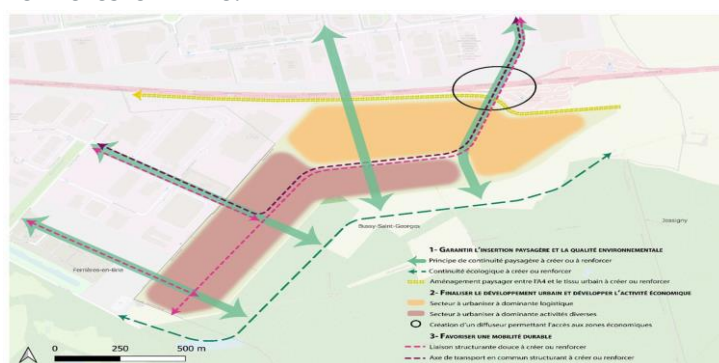 Bussy-Saint-Georges
Jossigny
Ferrières-en-Brie
1- GARANTIR L'INSERTION PAYSAGÈRE ET LA QUALITÉ ENVIRONNEMENTALE
Principe de continuité paysagère à créer ou à renforcer
Continuité écologique à créer ou renforcer
Aménagement paysager entre l'A4 et le tissu urbain à créer ou renforcer
2- FINALISER LE DÉVELOPPEMENT URBAIN ET DÉVELOPPER L'ACTIVITÉ ÉCONOMIQUE
Secteur à urbaniser à dominante logistique
Secteur à urbaniser à dominante activités diverses
Création d'un diffuseur permettant l'accès aux zones économiques
3- FAVORISER UNE MOBILITÉ DURABLE
Liaison structurante douce à créer ou renforcer
Axe de transport en commun structurant à créer ou renforcer
0 250 500 m